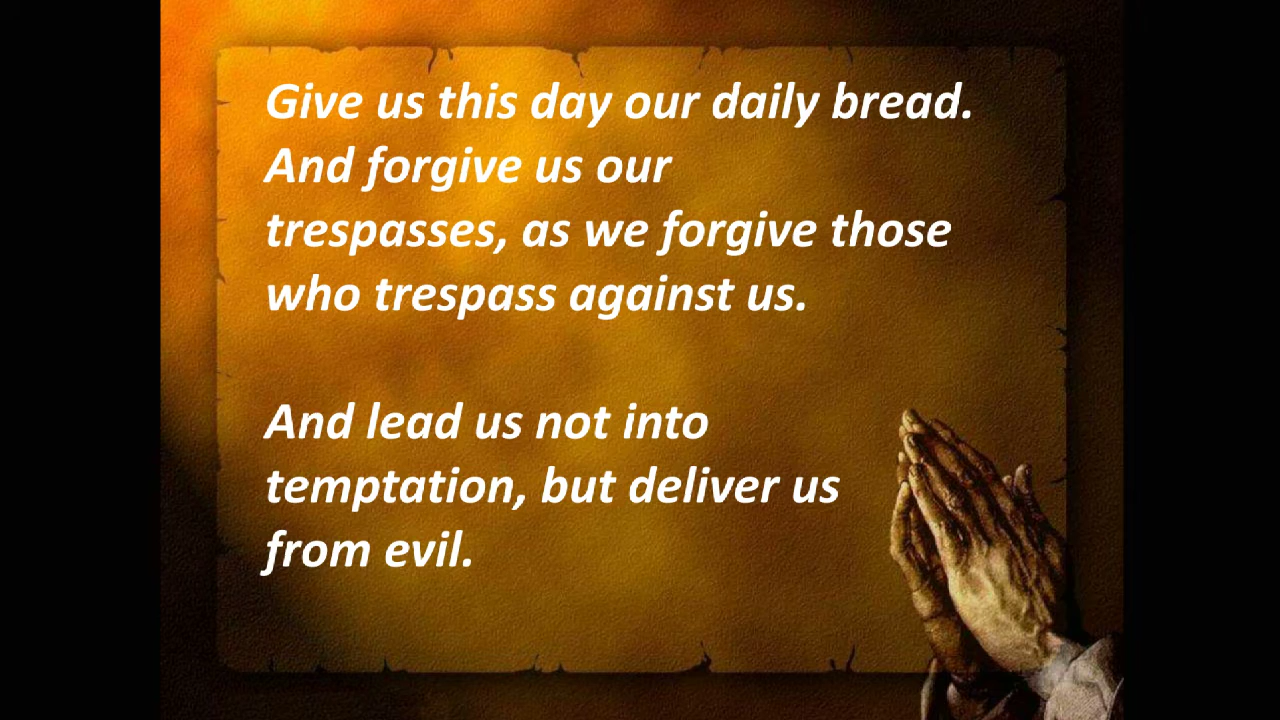 Give us this day our daily bread.
And forgive us our
trespasses, as we forgive those
who trespass against us.
And lead us not into
temptation, but deliver us
from evil.